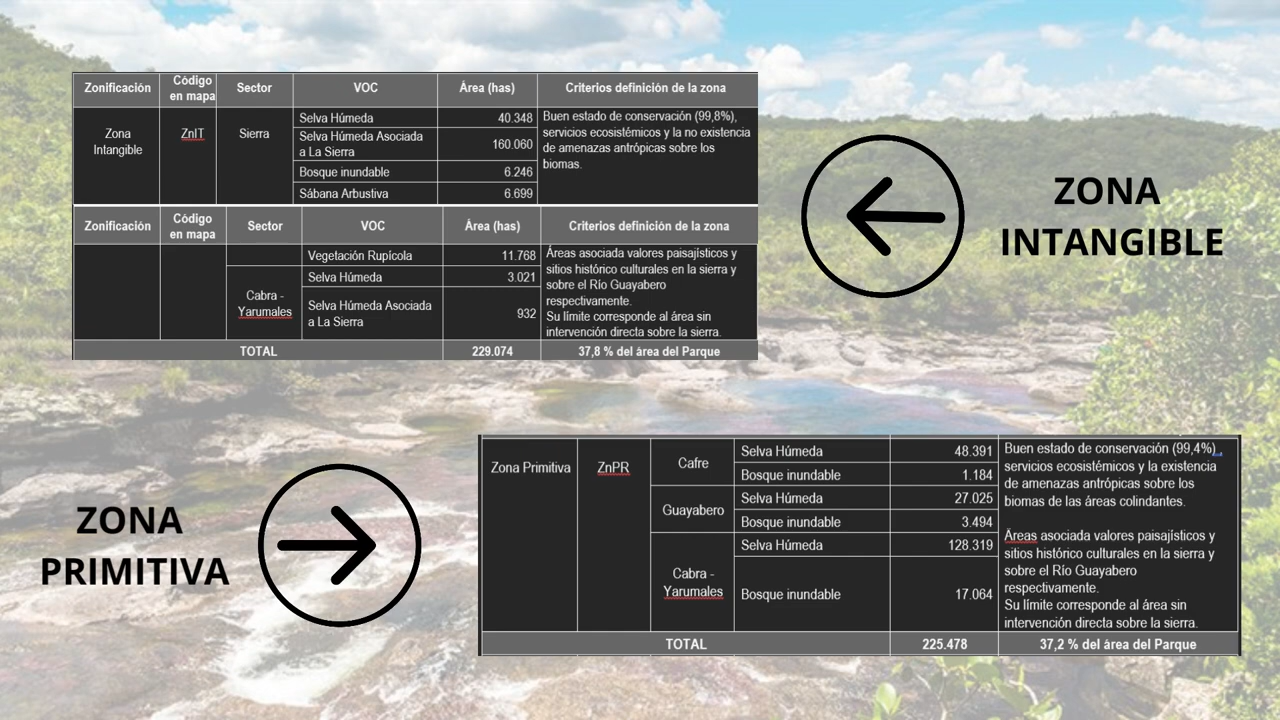 Zonificación Código en mapa Sector VOC Área (has) Criterios definición de la zona
Zona Intangible ZnIT Sierra Selva Húmeda 40.348 Buen estado de conservación (99,8%),
servicios ecosistémicos y la no existencia
de amenazas antrópicas sobre los
biomas.
Selva Húmeda Asociada
a La Sierra 160.060
Bosque inundable 6.246
Sábana Arbustiva 6.699
Zonificación Código en mapa Sector VOC Área (has) Criterios definición de la zona
Vegetación Rupícola 11.768
Cabra -
Yarumales
Selva Húmeda 3.021
Selva Húmeda Asociada
a La Sierra 932
Áreas asociada valores paisajísticos y
sitios histórico culturales en la sierra y
sobre el Río Guayabero
respectivamente.
Su límite corresponde al área sin
intervención directa sobre la sierra.
TOTAL 229.074 37,8 % del área del Parque
ZONA
INTANGIBLE
ZONA
PRIMITIVA
Zona Primitiva ZnPR
Cafre Selva Húmeda 48.391
Bosque inundable 1.184
Guayabero Selva Húmeda 27.025
Bosque inundable 3.494
Cabra -
Yarumales
Selva Húmeda 128.319
Bosque inundable 17.064
Buen estado de conservación (99,4%).,
servicios ecosistémicos y la existencia
de amenazas antrópicas sobre los
biomas de las áreas colindantes.
Áreas asociada valores paisajísticos y
sitios histórico culturales en la sierra y
sobre el Río Guayabero
respectivamente.
Su límite corresponde al área sin
intervención directa sobre la sierra.
TOTAL 225.478 37,2 % del área del Parque